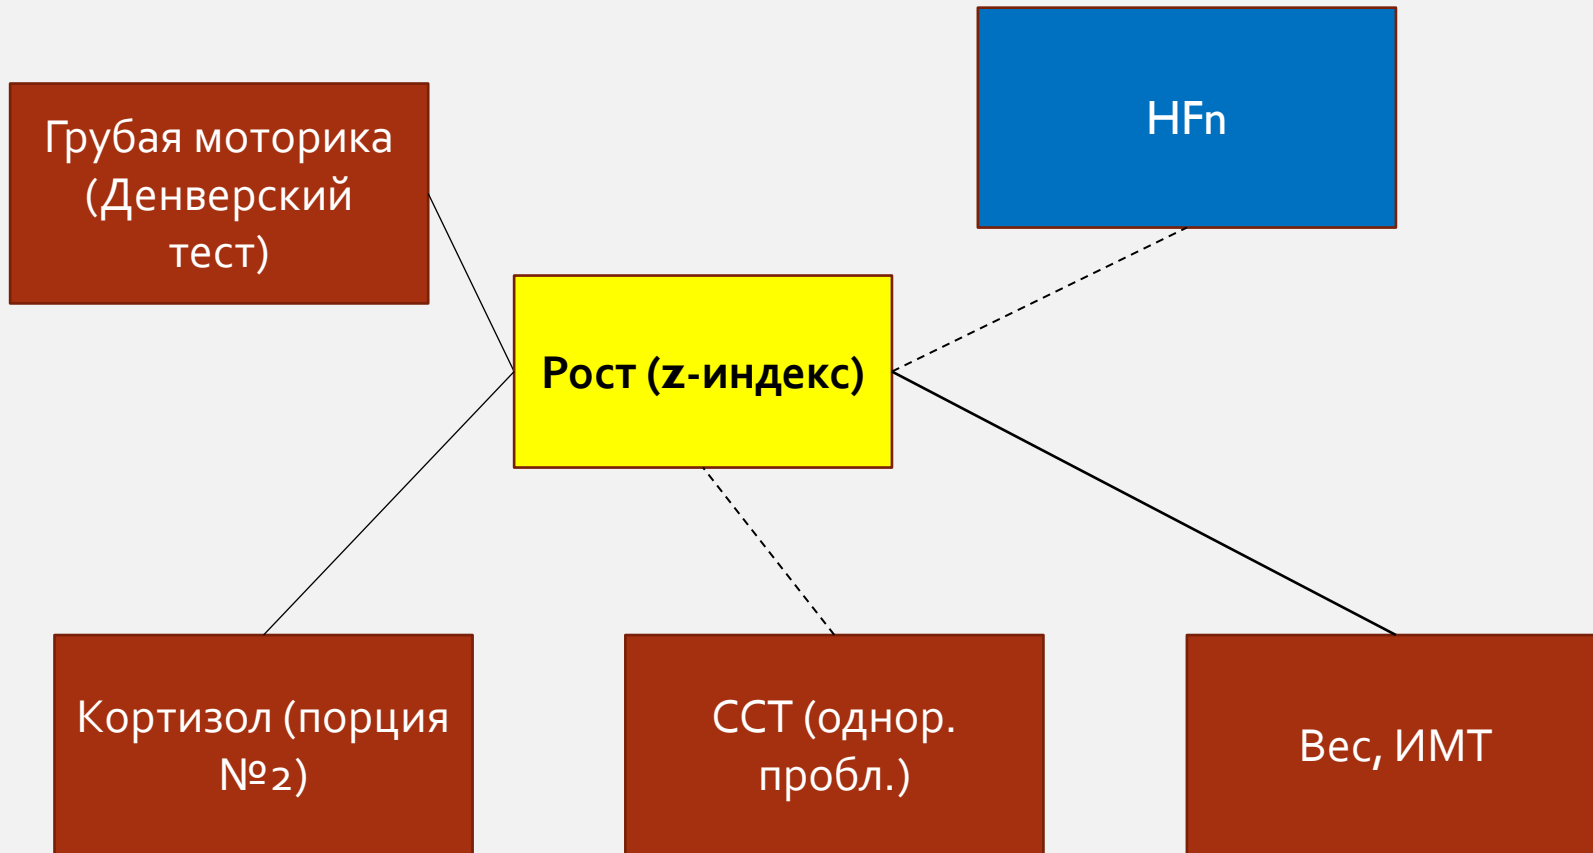 HFn
Грубая моторика
(Денверский
тест)
Рост (z-индекс)
Кортизол (порция
№2)
ССТ (однор.
пробл.)
Вес, ИМТ